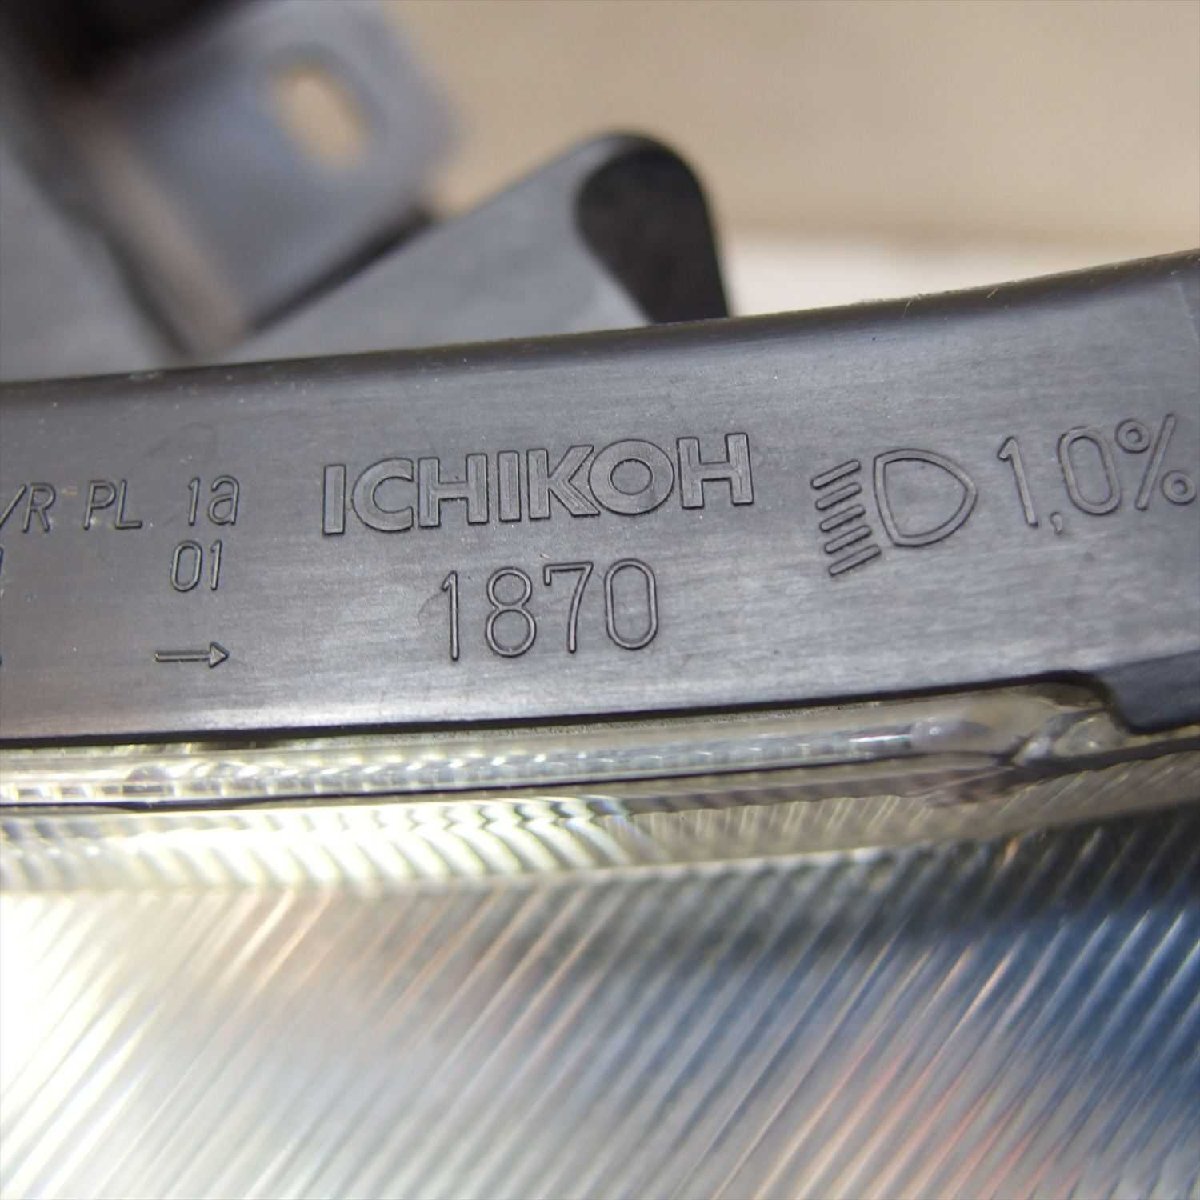 /R PL 1a ICHIKOH 1,0%
01 1870